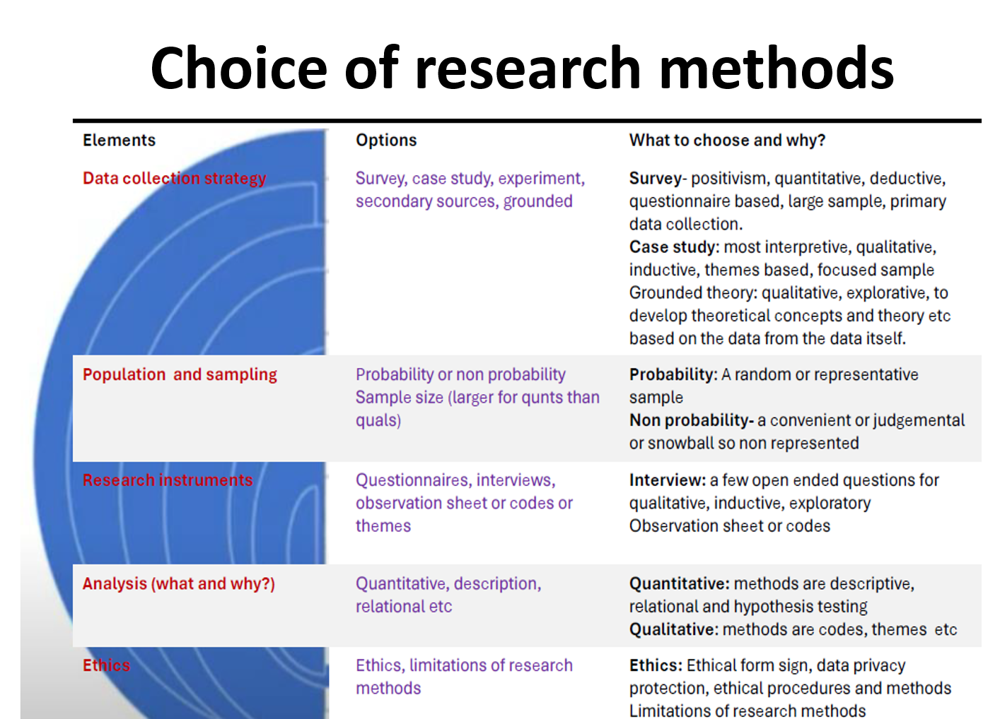 Choice of research methods
Elements
Options
What to choose and why?
Data collection strategy
Survey, case study, experiment,
secondary sources, grounded
Survey- positivism, quantitative, deductive,
questionnaire based, large sample, primary
data collection.
Case study: most interpretive, qualitative,
inductive, themes based, focused sample
Grounded theory: qualitative, explorative, to
develop theoretical concepts and theory etc
based on the data from the data itself.
Population  and sampling
Probability or non probability
Sample size (larger for qunts than
quals)
Probability: A random or representative
sample
Non probability- a convenient or judgemental
or snowball so non represented
Research instruments
Questionnaires, interviews,
observation sheet or codes or
themes
Interview: a few open ended questions for
qualitative, inductive, exploratory
Observation sheet or codes
Analysis (what and why?)
Quantitative, description,
relational etc
Quantitative: methods are descriptive,
relational and hypothesis testing
Qualitative: methods are codes, themes  etc
Ethics
Ethics, limitations of research
methods
Ethics: Ethical form sign, data privacy
protection, ethical procedures and methods
Limitations of research methods